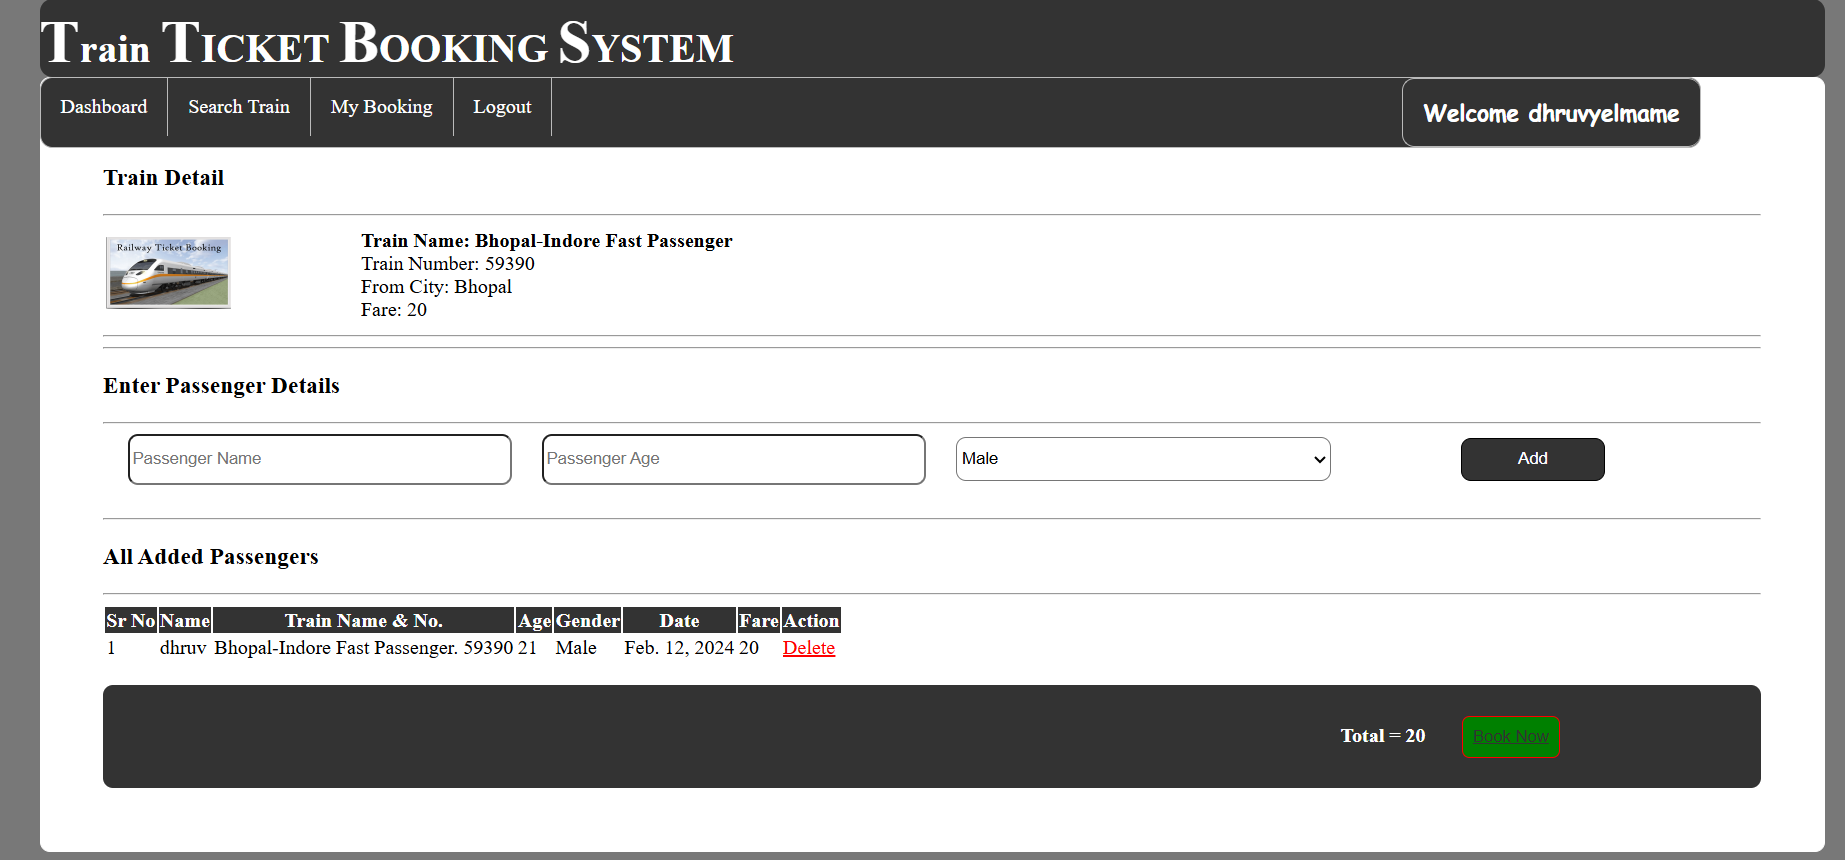 Train TICKET BOOKING SYSTEM
Dashboard Search Train My Booking Logout Welcome dhruvyelmame
Train Detail
Railway Ticket Booking
Train Name: Bhopal-Indore Fast Passenger
Train Number: 59390
From City: Bhopal
Fare: 20
Enter Passenger Details
Passenger Name Passenger Age Male Add
All Added Passengers
Sr No Name Train Name & No. Age Gender Date Fare Action
1 dhruv Bhopal-Indore Fast Passenger. 59390 21 Male Feb. 12, 2024 20 Delete
Total = 20 Book Now